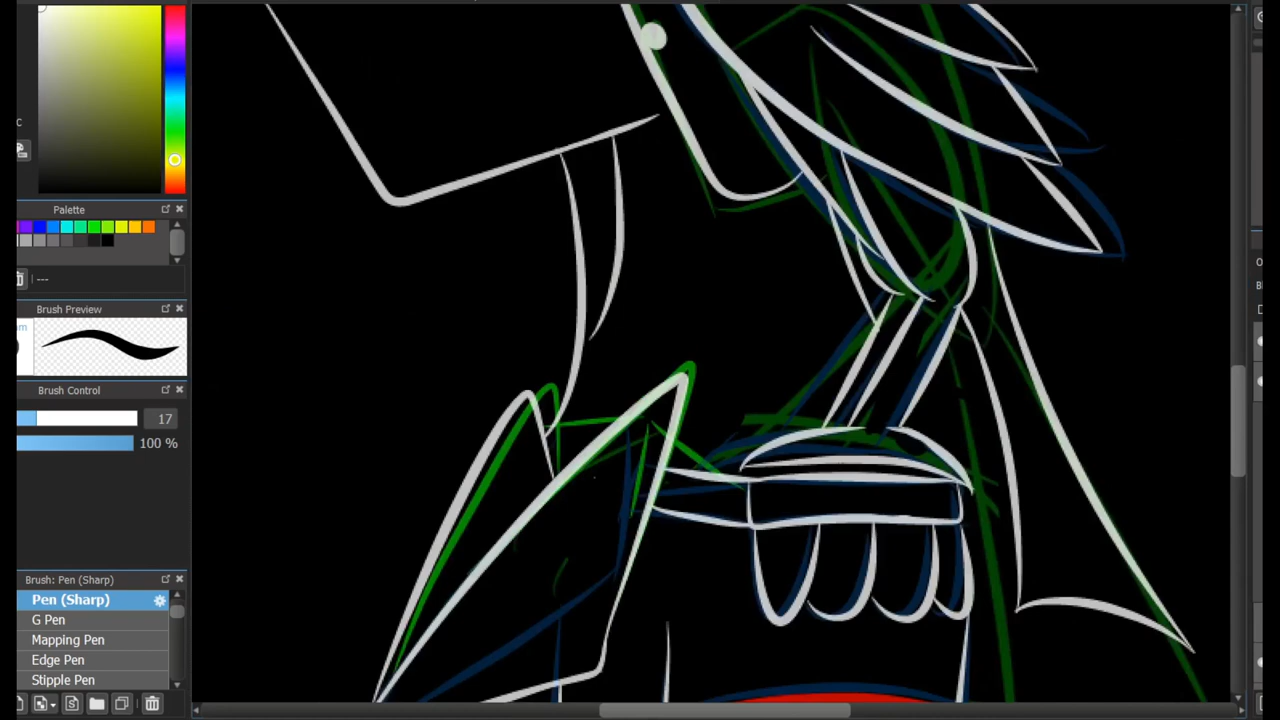 c
Palette
---
Brush Preview
om
Brush Control
17
100 %
Brush: Pen (Sharp)
Pen (Sharp)
G Pen
Mapping Pen
Edge Pen
Stipple Pen